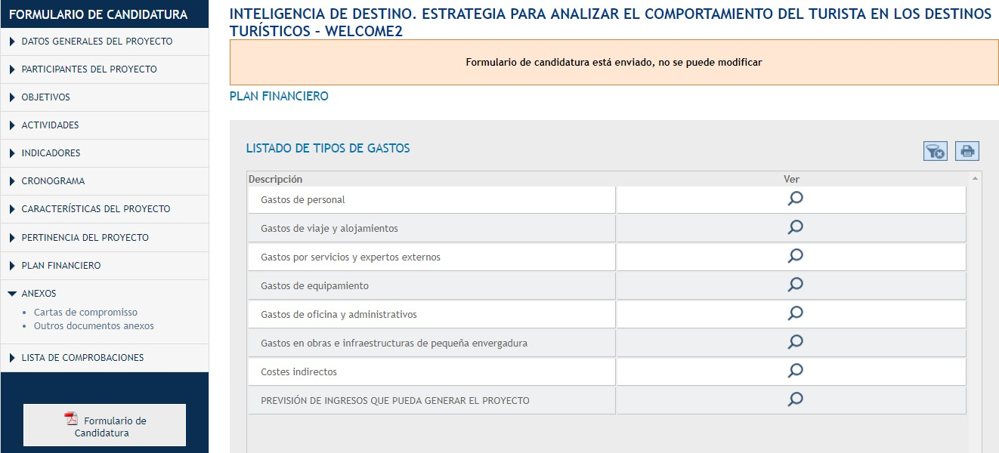 FORMULARIO DE CANDIDATURA
DATOS GENERALES DEL PROYECTO
PARTICIPANTES DEL PROYECTO
OBJETIVOS
ACTIVIDADES
INDICADORES
CRONOGRAMA
CARACTERÍSTICAS DEL PROYECTO
PERTINENCIA DEL PROYECTO
PLAN FINANCIERO
ANEXOS
Cartas de compromisso
Outros documentos anexos
LISTA DE COMPROBACIONES
Formulario de
Candidatura
INTELIGENCIA DE DESTINO. ESTRATEGIA PARA ANALIZAR EL COMPORTAMIENTO DEL TURISTA EN LOS DESTINOS
TURÍSTICOS - WELCOME2
Formulario de candidatura está enviado, no se puede modificar
PLAN FINANCIERO
LISTADO DE TIPOS DE GASTOS
Descripción Ver
Gastos de personal
Gastos de viaje y alojamientos
Gastos por servicios y expertos externos
Gastos de equipamiento
Gastos de oficina y administrativos
Gastos en obras e infraestructuras de pequeña envergadura
Costes indirectos
PREVISIÓN DE INGRESOS QUE PUEDA GENERAR EL PROYECTO